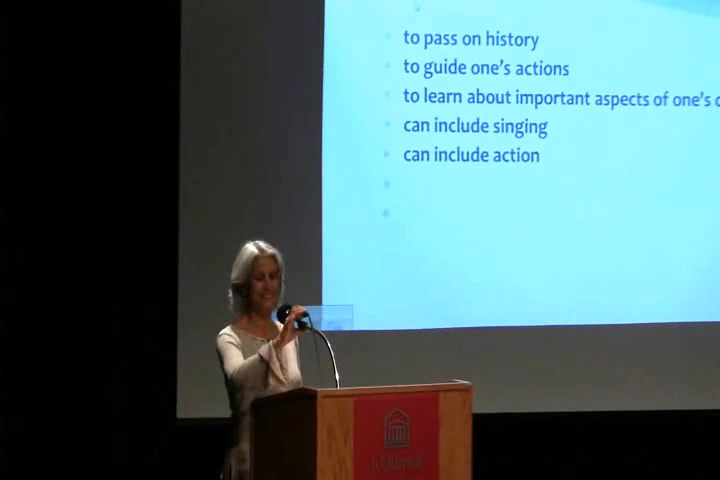 to pass on history
to guide one's actions
to learn about important aspects of one's
can include singing
can include action